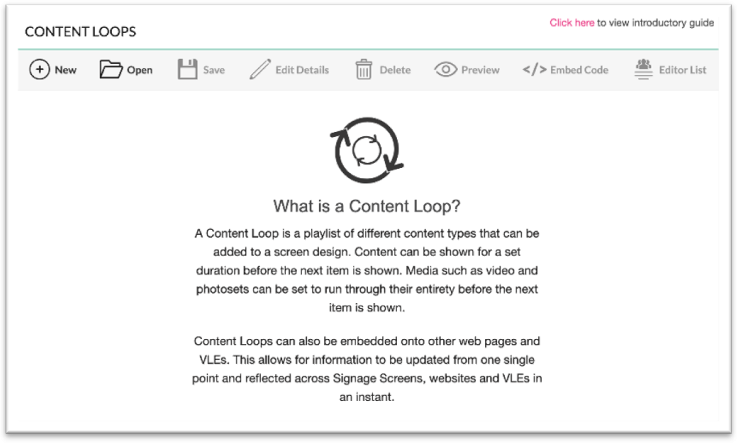 Click here to view introductory guide
CONTENT LOOPS
New Open Save Edit Details Delete Preview </> Embed Code Editor List
What is a Content Loop?
A Content Loop is a playlist of different content types that can be
added to a screen design. Content can be shown for a set
duration before the next item is shown. Media such as video and
photosets can be set to run through their entirety before the next
item is shown.
Content Loops can also be embedded onto other web pages and
VLEs. This allows for information to be updated from one single
point and reflected across Signage Screens, websites and VLEs in
an instant.